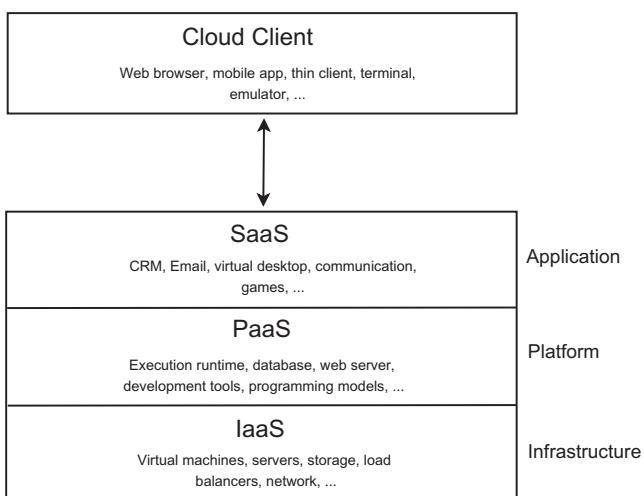 Cloud Client
Web browser, mobile app, thin client, terminal,
emulator, ...
SaaS
CRM, Email, virtual desktop, communication,
games, ...
Application
PaaS
Execution runtime, database, web server,
development tools, programming models, ...
Platform
IaaS
Virtual machines, servers, storage, load
balancers, network, ...
Infrastructure